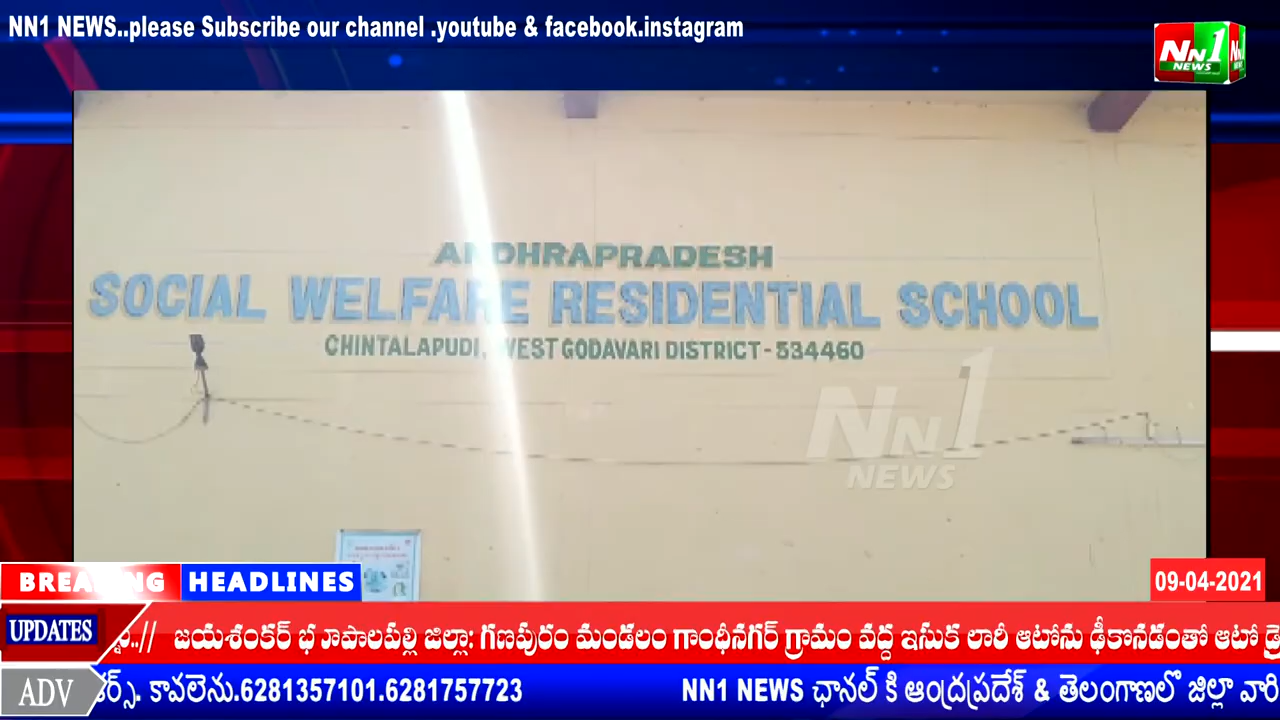 NN1 NEWS..please Subscribe our channel .youtube & facebook.instagram
NN1
NEWS
ANDHRAPRADESH
SOCIAL WELFARE RESIDENTIAL SCHOOL
CHINTALAPUDI, WEST GODAVARI DISTRICT - 534460
NN1
NEWS
BREAKING HEADLINES
09-04-2021
UPDATES
జయశంకర్ భూపాలపల్లి జిల్లా: గణపురం మండలం గాంధీనగర్ గ్రామం వద్ద ఇసుక లారీ ఆటోను ఢీకొనడంతో ఆటో
ADV
కావలెను.6281357101.6281757723 NN1 NEWS ఛానల్ కి ఆంధ్రప్రదేశ్ & తెలంగాణలో జిల్లా వారి